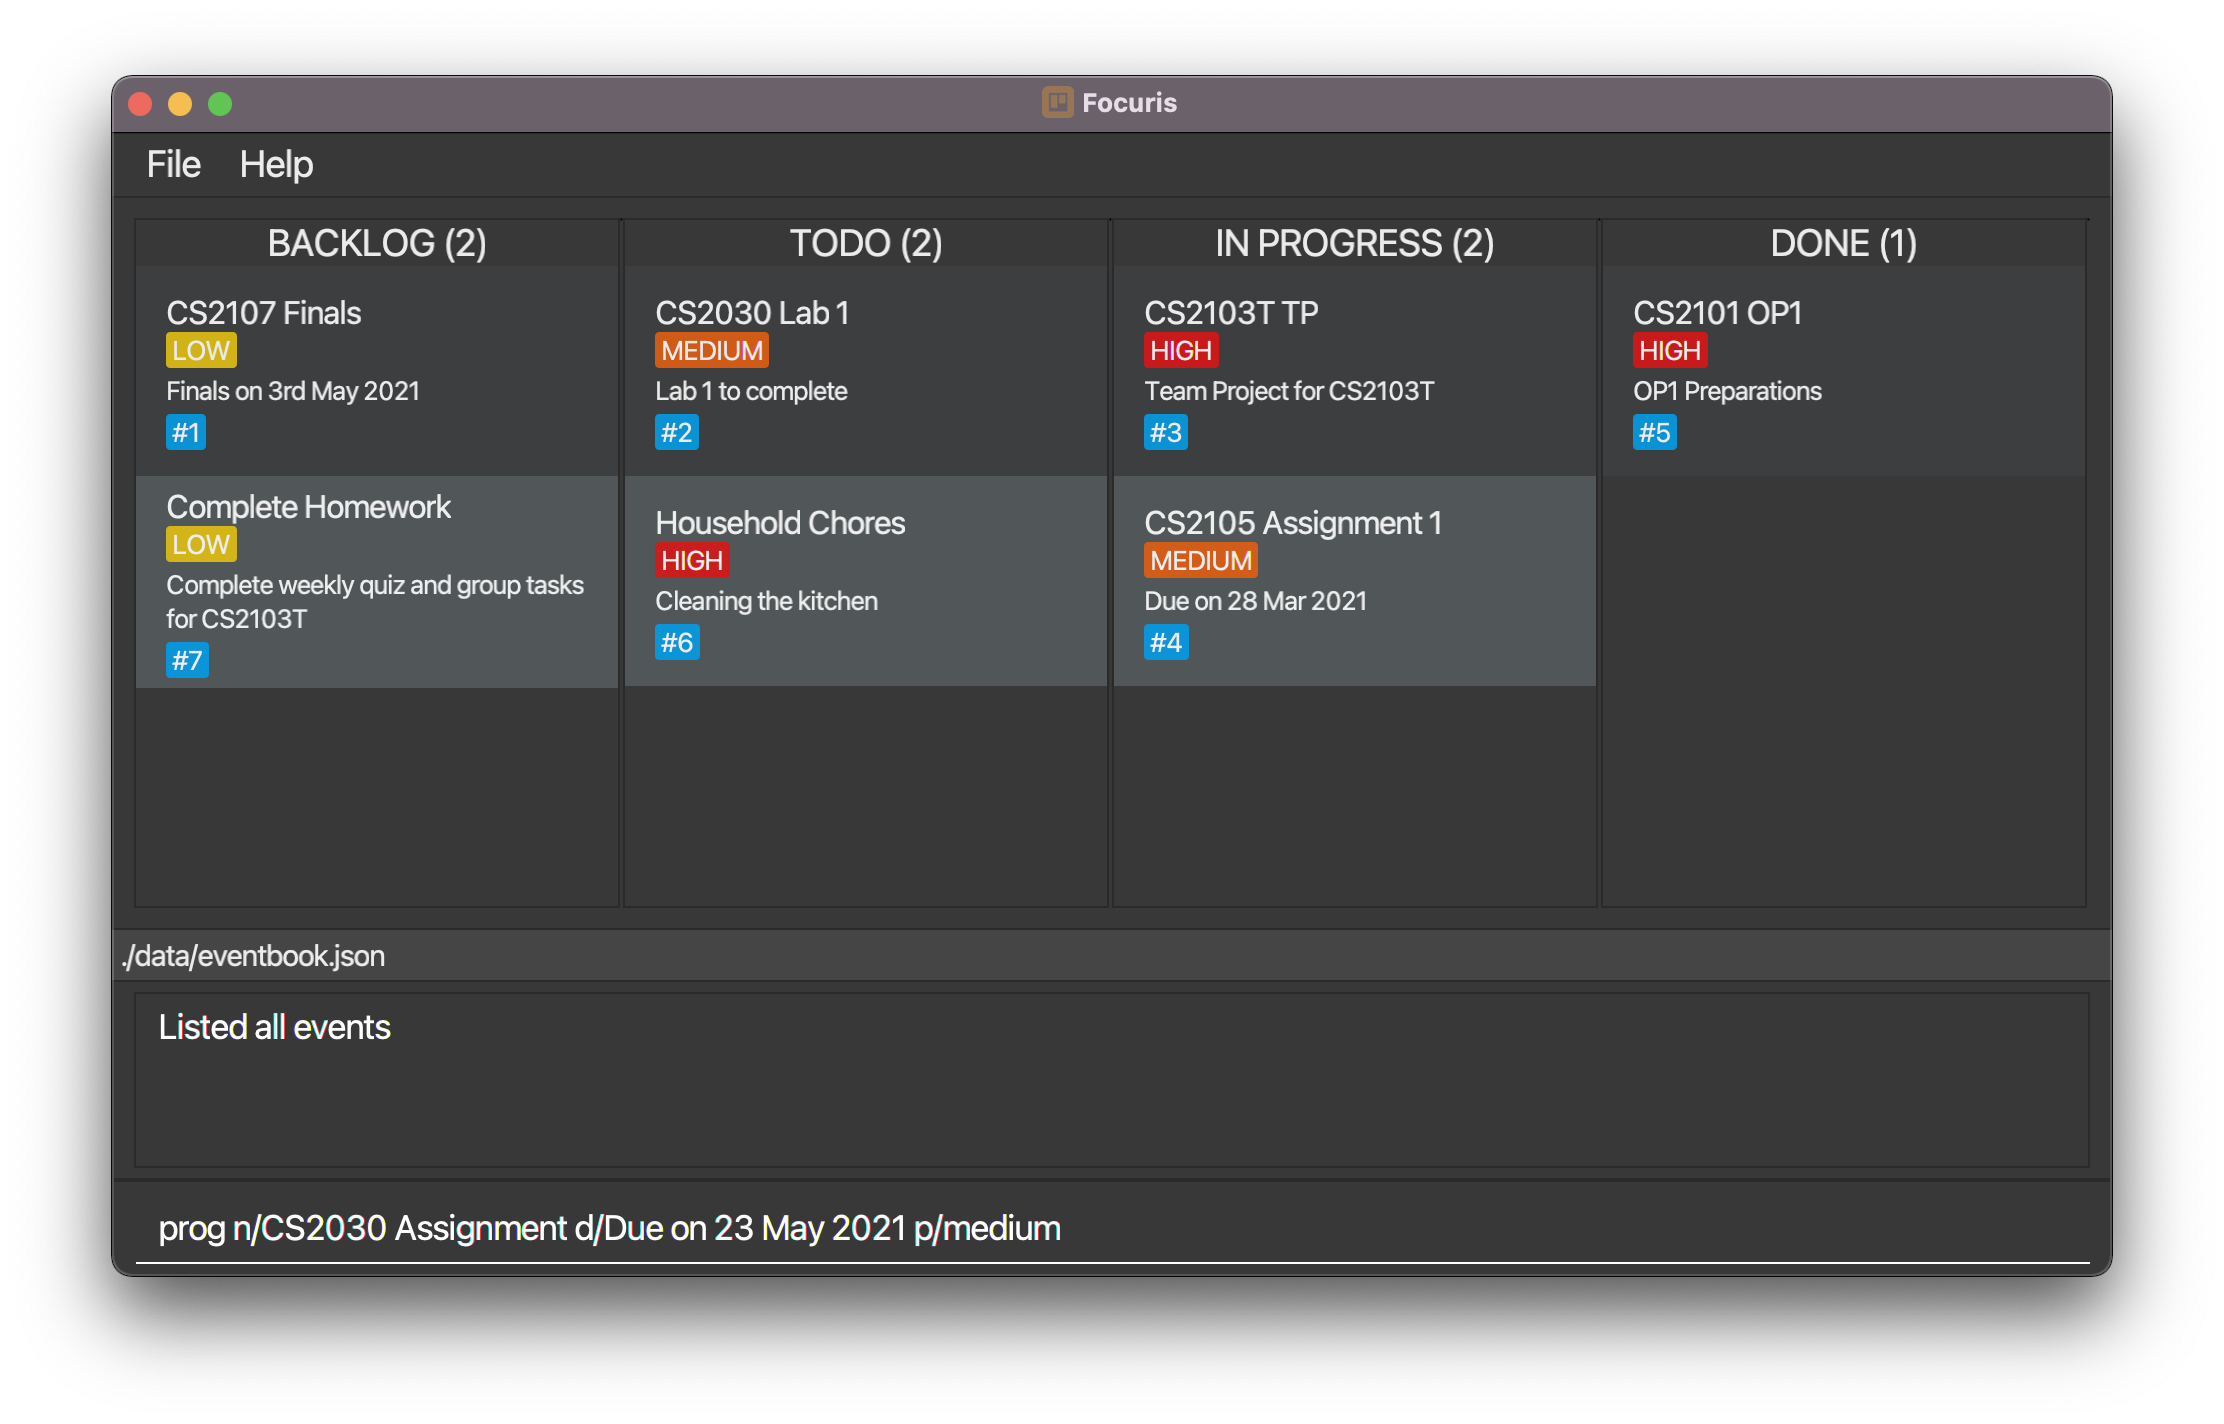 Focuris
File Help
BACKLOG (2)
CS2107 Finals
LOW
Finals on 3rd May 2021
#1
Complete Homework
LOW
Complete weekly quiz and group tasks
for CS2103T
#7
TODO (2)
CS2030 Lab 1
MEDIUM
Lab 1 to complete
#2
Household Chores
HIGH
Cleaning the kitchen
#6
IN PROGRESS (2)
CS2103T TP
HIGH
Team Project for CS2103T
#3
CS2105 Assignment 1
MEDIUM
Due on 28 Mar 2021
#4
DONE (1)
CS2101 OP1
HIGH
OP1 Preparations
#5
./data/eventbook.json
Listed all events
prog n/CS2030 Assignment d/Due on 23 May 2021 p/medium